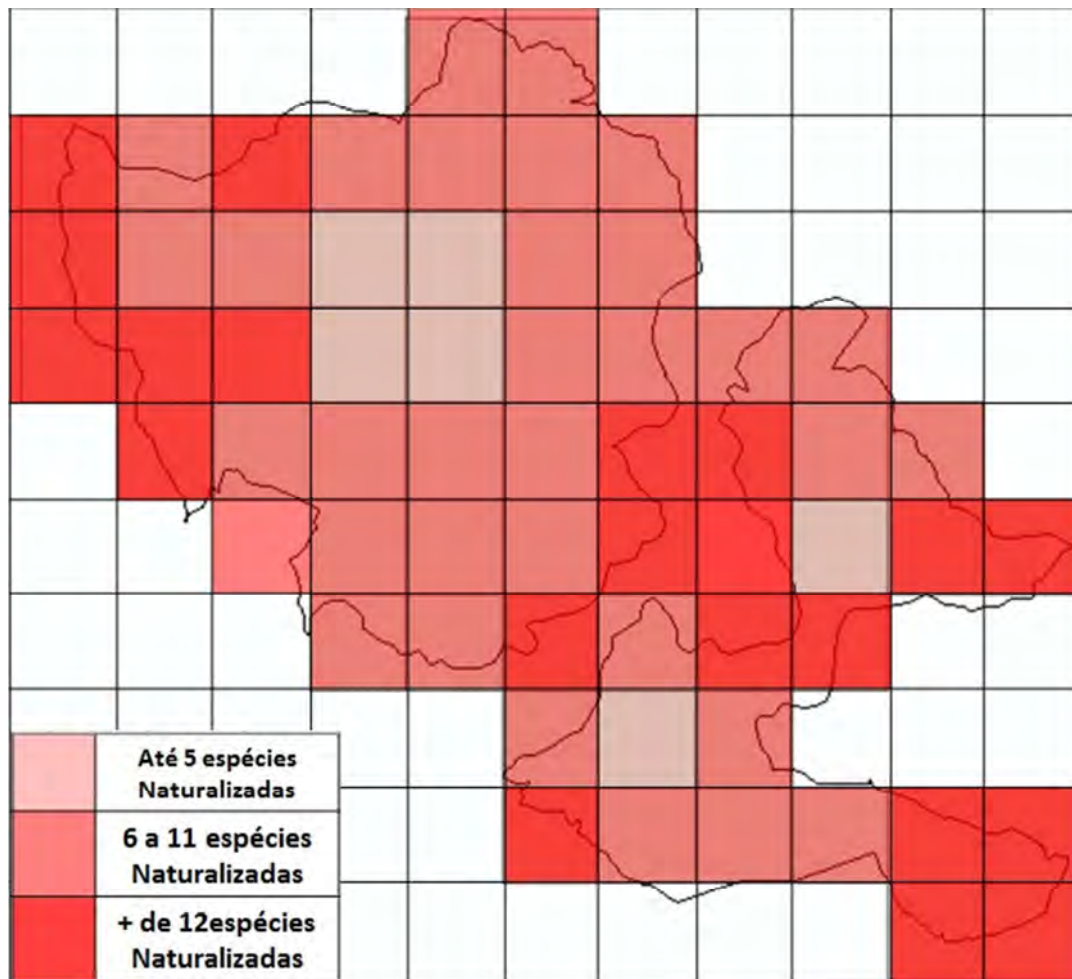 Até 5 espécies
Naturalizadas
6 a 11 espécies
Naturalizadas
+ de 12espécies
Naturalizadas